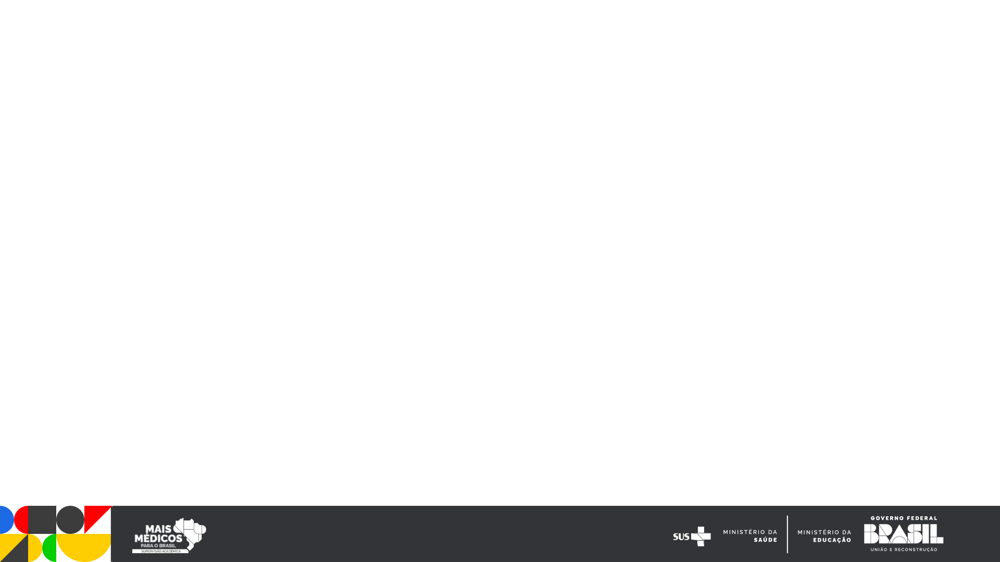 MAIS
MÉDICOS
PARA O BRASIL
SUPERVISÃO ACADÊMICA
SUS
MINISTÉRIO DA
SAÚDE
MINISTÉRIO DA
EDUCAÇÃO
GOVERNO FEDERAL
BRASIL
UNIÃO E RECONSTRUÇÃO